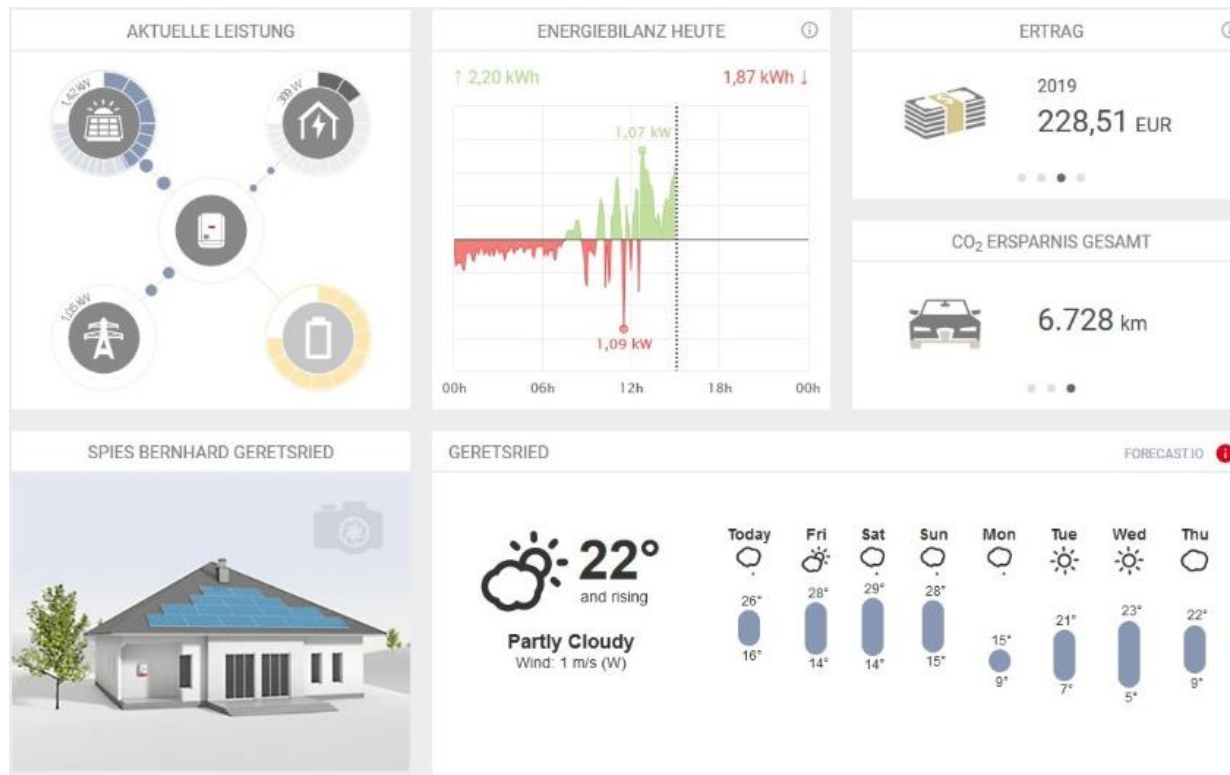 AKTUELLE LEISTUNG
1,42 kW
309 W
1,05 kW
ENERGIEBILANZ HEUTE
↑ 2,20 kWh
1,87 kWh ↓
1,07 kW
1,09 kW
00h 06h 12h 18h 00h
ERTRAG
2019
228,51 EUR
CO₂ ERSPARNIS GESAMT
6.728 km
SPIES BERNHARD GERETSRIED
GERETSRIED
FORECAST.IO
22°
and rising
Partly Cloudy
Wind: 1 m/s (W)
Today Fri Sat Sun Mon Tue Wed Thu
26° 28° 29° 28° 15° 21° 23° 22°
16° 14° 14° 15° 9° 7° 5° 9°